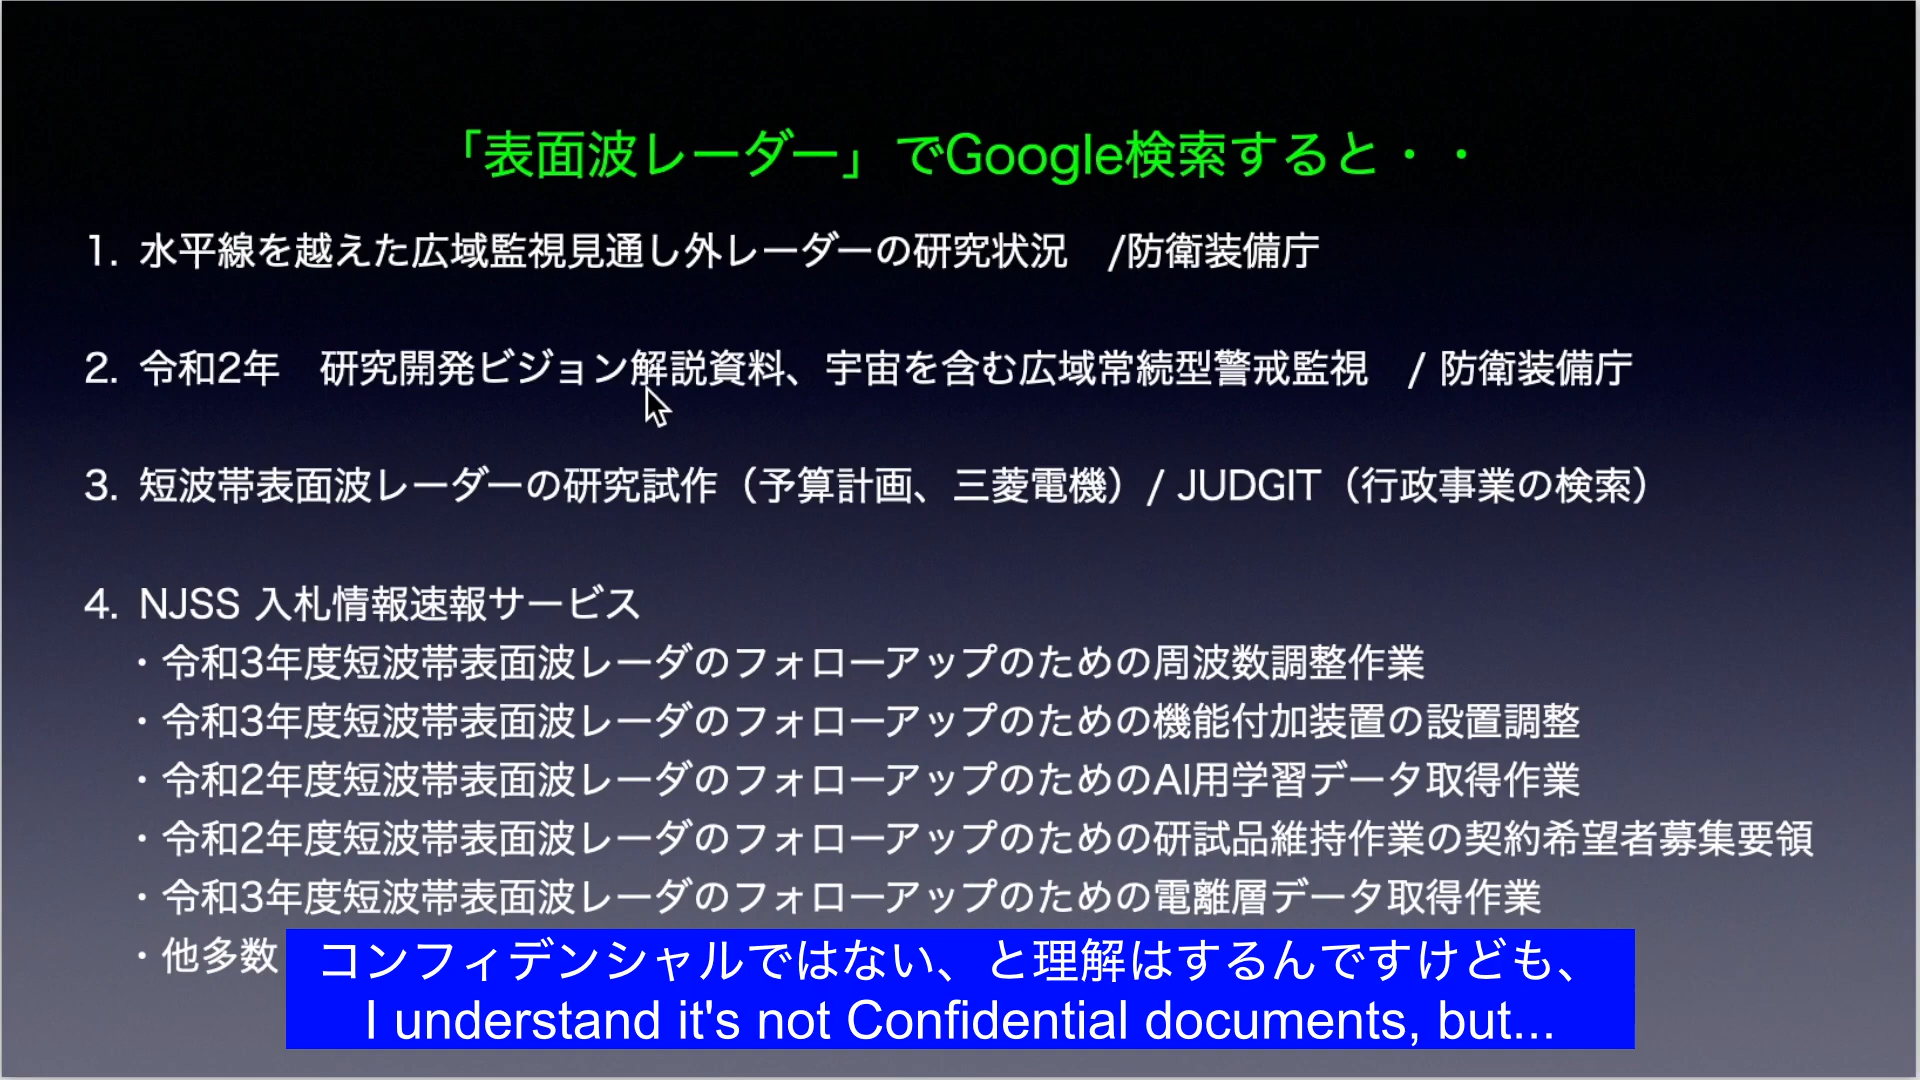 「表面波レーダー」でGoogle検索すると・・
1. 水平線を越えた広域監視見通し外レーダーの研究状況　/防衛装備庁
2. 令和2年　研究開発ビジョン解説資料、宇宙を含む広域常続型警戒監視　/ 防衛装備庁
3. 短波帯表面波レーダーの研究試作（予算計画、三菱電機）/ JUDGIT（行政事業の検索）
4. NJSS 入札情報速報サービス
・令和3年度短波帯表面波レーダのフォローアップのための周波数調整作業
・令和3年度短波帯表面波レーダのフォローアップのための機能付加装置の設置調整
・令和2年度短波帯表面波レーダのフォローアップのためのAI用学習データ取得作業
・令和2年度短波帯表面波レーダのフォローアップのための研試品維持作業の契約希望者募集要領
・令和3年度短波帯表面波レーダのフォローアップのための電離層データ取得作業
・他多数
コンフィデンシャルではない、と理解はするんですけども、
I understand it's not Confidential documents, but...